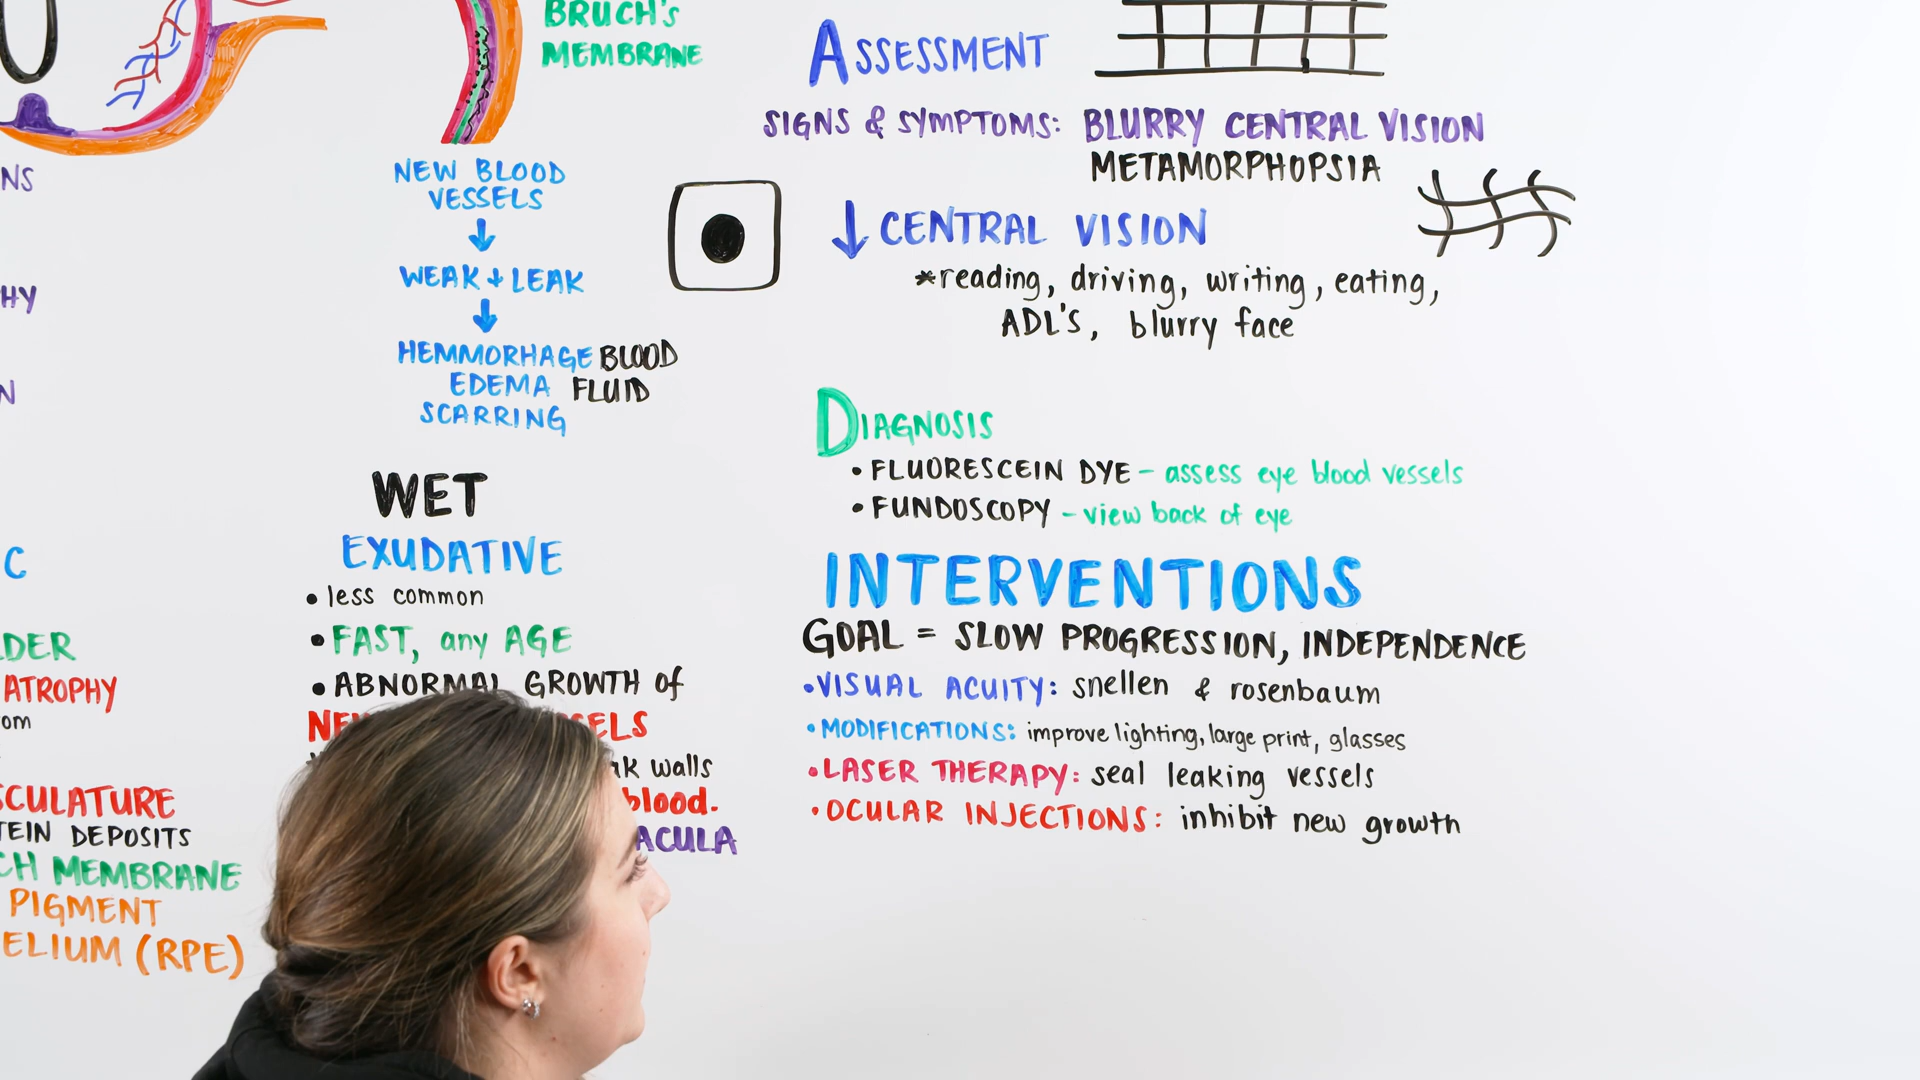 BRUCH'S
MEMBRANE
NEW BLOOD
VESSELS
WEAK + LEAK
HEMMORHAGE BLOOD
EDEMA FLUID
SCARRING
WET
EXUDATIVE
• less common
• FAST, any AGE
• ABNORMAL GROWTH of
walls
blood.
ACULA
NS
HY
N
C
DER
ATROPHY
om
SCULATURE
TEIN DEPOSITS
CH MEMBRANE
PIGMENT
ELIUM (RPE)
ASSESSMENT
SIGNS & SYMPTOMS: BLURRY CENTRAL VISION
METAMORPHOPSIA
↓ CENTRAL VISION
*reading, driving, writing, eating,
ADL'S, blurry face
DIAGNOSIS
• FLUORESCEIN DYE - assess eye blood vessels
• FUNDOSCOPY - view back of eye
INTERVENTIONS
GOAL = SLOW PROGRESSION, INDEPENDENCE
• VISUAL ACUITY: snellen & rosenbaum
• MODIFICATIONS: improve lighting, large print, glasses
• LASER THERAPY: seal leaking vessels
• OCULAR INJECTIONS: inhibit new growth